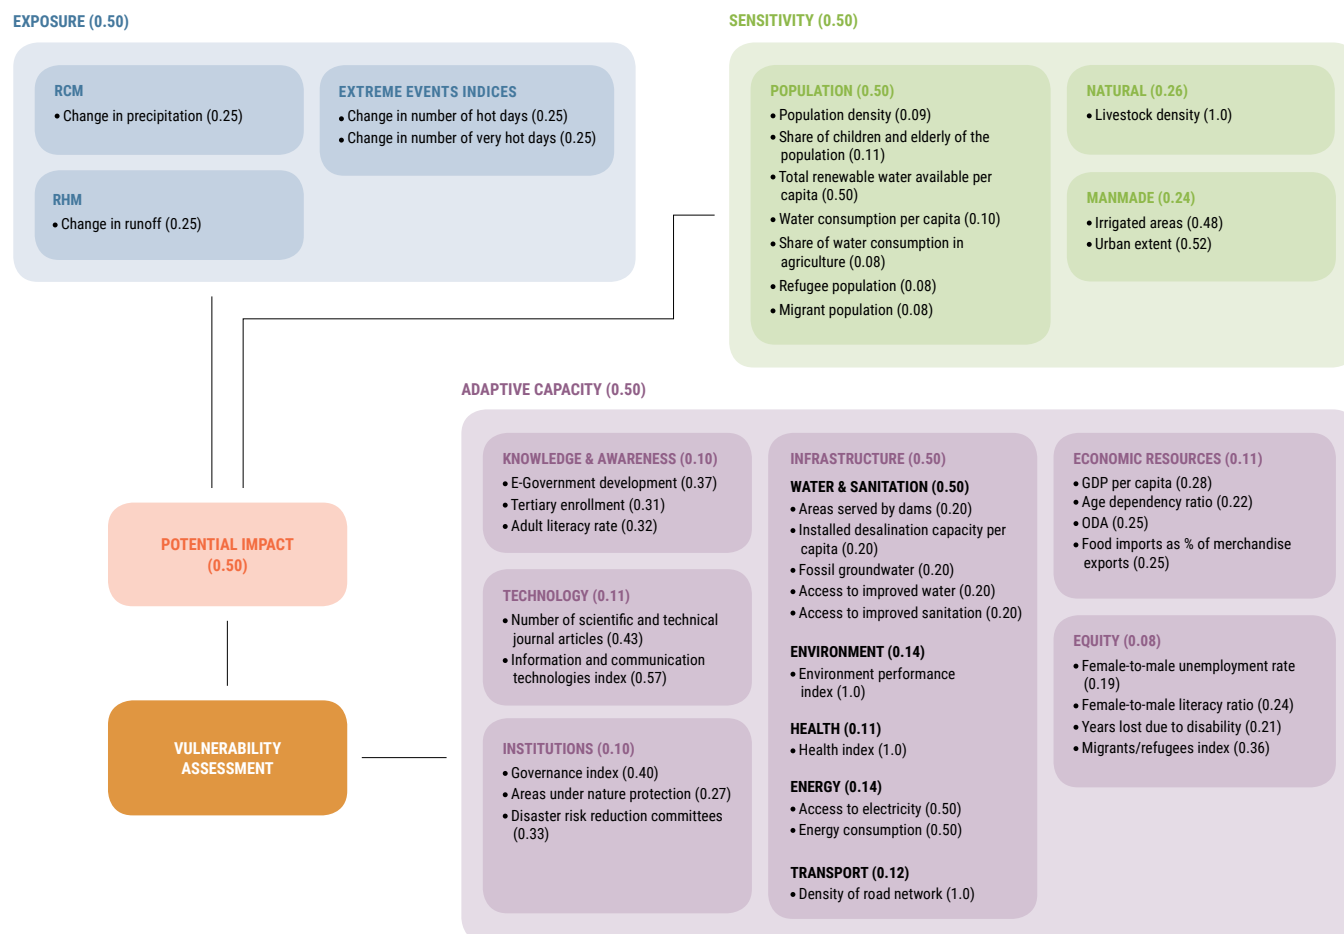 EXPOSURE (0.50)
RCM
• Change in precipitation (0.25)
EXTREME EVENTS INDICES
• Change in number of hot days (0.25)
• Change in number of very hot days (0.25)
RHM
• Change in runoff (0.25)
SENSITIVITY (0.50)
POPULATION (0.50)
• Population density (0.09)
• Share of children and elderly of the
population (0.11)
• Total renewable water available per
capita (0.50)
• Water consumption per capita (0.10)
• Share of water consumption in
agriculture (0.08)
• Refugee population (0.08)
• Migrant population (0.08)
NATURAL (0.26)
• Livestock density (1.0)
MANMADE (0.24)
• Irrigated areas (0.48)
• Urban extent (0.52)
POTENTIAL IMPACT
(0.50)
VULNERABILITY
ASSESSMENT
ADAPTIVE CAPACITY (0.50)
KNOWLEDGE & AWARENESS (0.10)
• E-Government development (0.37)
• Tertiary enrollment (0.31)
• Adult literacy rate (0.32)
TECHNOLOGY (0.11)
• Number of scientific and technical
journal articles (0.43)
• Information and communication
technologies index (0.57)
INSTITUTIONS (0.10)
• Governance index (0.40)
• Areas under nature protection (0.27)
• Disaster risk reduction committees
(0.33)
INFRASTRUCTURE (0.50)
WATER & SANITATION (0.50)
• Areas served by dams (0.20)
• Installed desalination capacity per
capita (0.20)
• Fossil groundwater (0.20)
• Access to improved water (0.20)
• Access to improved sanitation (0.20)
ENVIRONMENT (0.14)
• Environment performance
index (1.0)
HEALTH (0.11)
• Health index (1.0)
ENERGY (0.14)
• Access to electricity (0.50)
• Energy consumption (0.50)
TRANSPORT (0.12)
• Density of road network (1.0)
ECONOMIC RESOURCES (0.11)
• GDP per capita (0.28)
• Age dependency ratio (0.22)
• ODA (0.25)
• Food imports as % of merchandise
exports (0.25)
EQUITY (0.08)
• Female-to-male unemployment rate
(0.19)
• Female-to-male literacy ratio (0.24)
• Years lost due to disability (0.21)
• Migrants/refugees index (0.36)